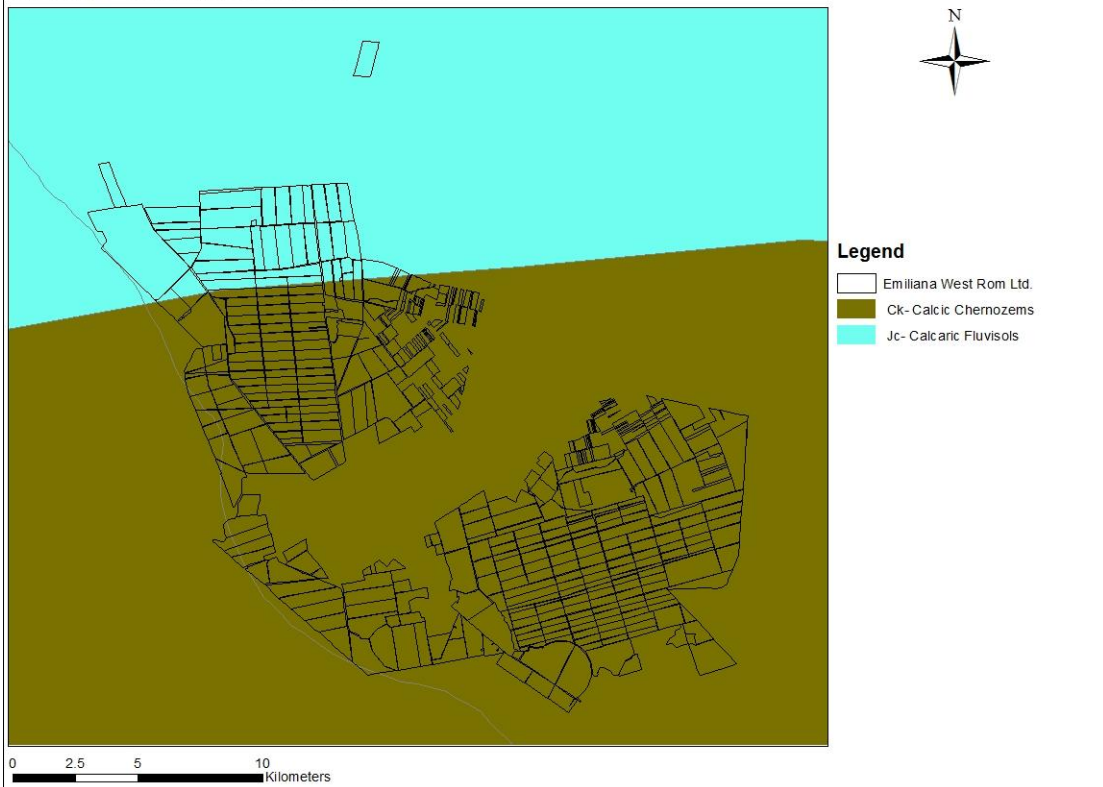 N
Legend
Emiliana West Rom Ltd.
Ck- Calcic Chernozems
Jc- Calcaric Fluvisols
0 2.5 5 10
Kilometers